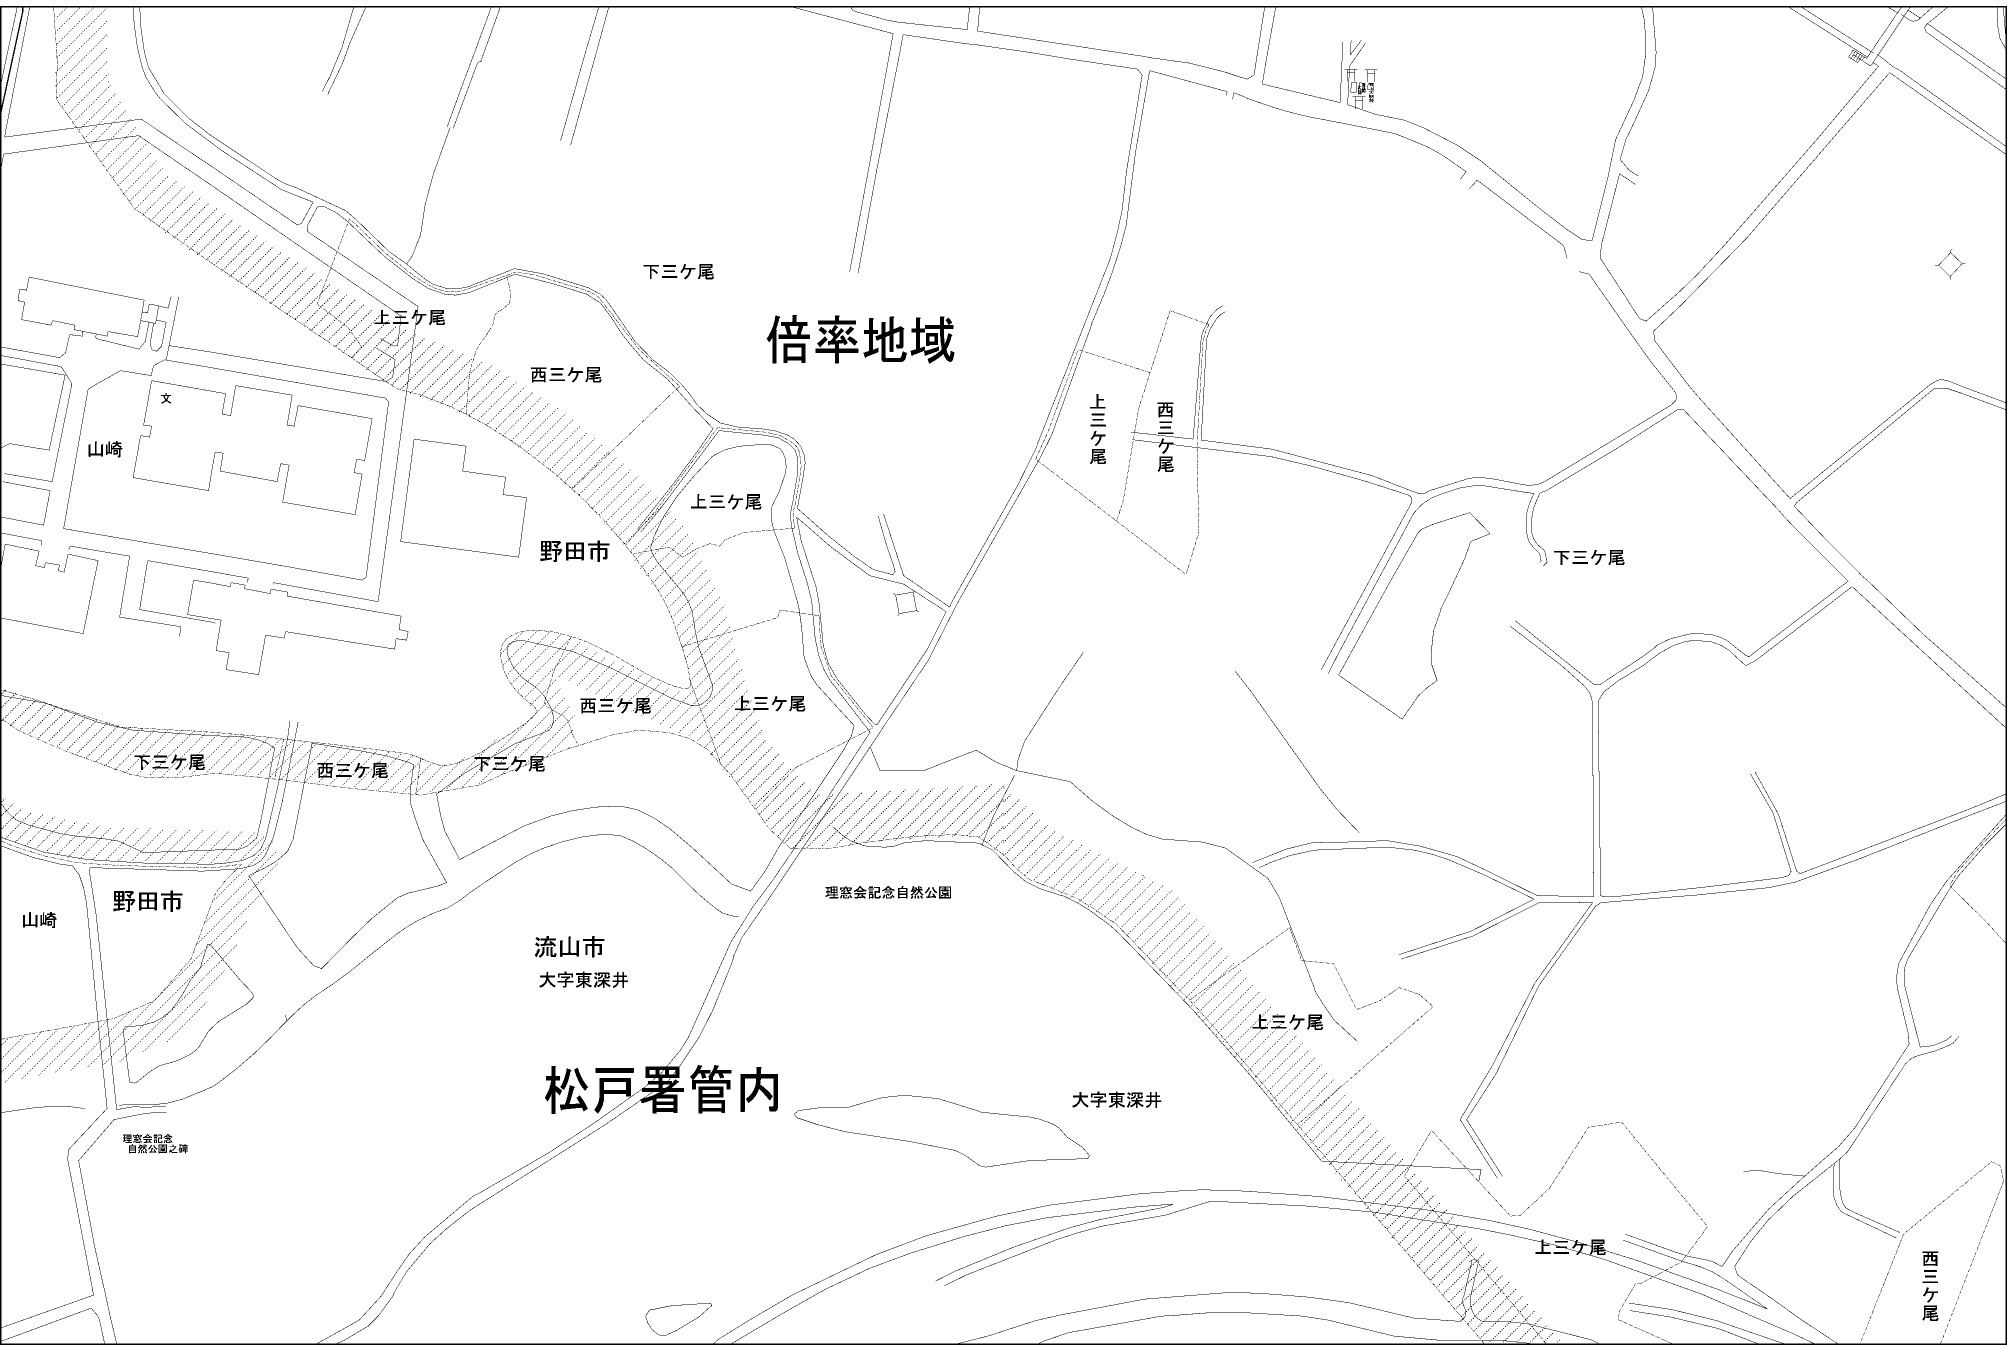 下三ケ尾
上三ケ尾
倍率地域
西三ケ尾
文
山崎
上三ケ尾
西三ケ尾
上三ケ尾
野田市
下三ケ尾
西三ケ尾
上三ケ尾
下三ケ尾
西三ケ尾
下三ケ尾
理窓会記念自然公園
野田市
山崎
流山市
大字東深井
上三ケ尾
松戸署管内
大字東深井
理窓会記念
自然公園之碑
上三ケ尾
西三ケ尾